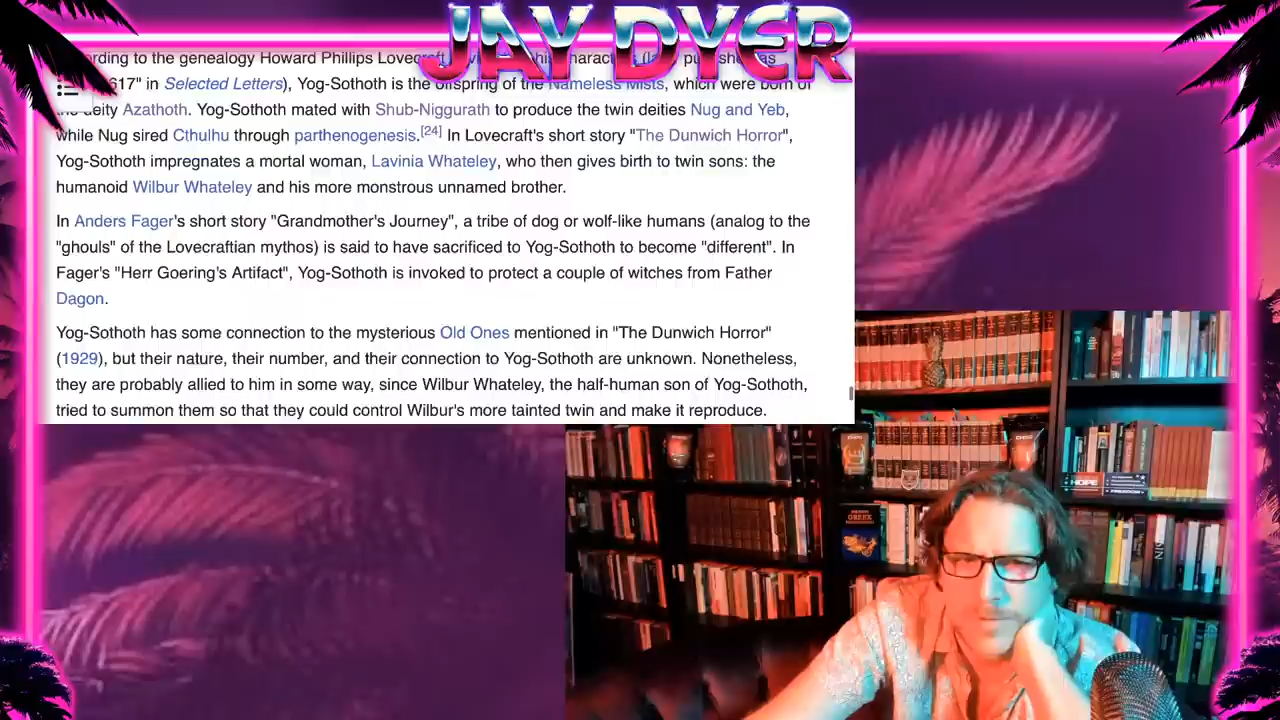 JAY DYER
rding to the genealogy Howard Phillips
617" in Selected Letters), Yog-Sothoth is the offspring of the Nameless Mists, which were born of
deity Azathoth. Yog-Sothoth mated with Shub-Niggurath to produce the twin deities Nug and Yeb,
while Nug sired Cthulhu through parthenogenesis.[24] In Lovecraft's short story "The Dunwich Horror",
Yog-Sothoth impregnates a mortal woman, Lavinia Whateley, who then gives birth to twin sons: the
humanoid Wilbur Whateley and his more monstrous unnamed brother.
In Anders Fager's short story "Grandmother's Journey", a tribe of dog or wolf-like humans (analog to the
"ghouls" of the Lovecraftian mythos) is said to have sacrificed to Yog-Sothoth to become "different". In
Fager's "Herr Goering's Artifact", Yog-Sothoth is invoked to protect a couple of witches from Father
Dagon.
Yog-Sothoth has some connection to the mysterious Old Ones mentioned in "The Dunwich Horror"
(1929), but their nature, their number, and their connection to Yog-Sothoth are unknown. Nonetheless,
they are probably allied to him in some way, since Wilbur Whateley, the half-human son of Yog-Sothoth,
tried to summon them so that they could control Wilbur's more tainted twin and make it reproduce.
HOPE
GREEK